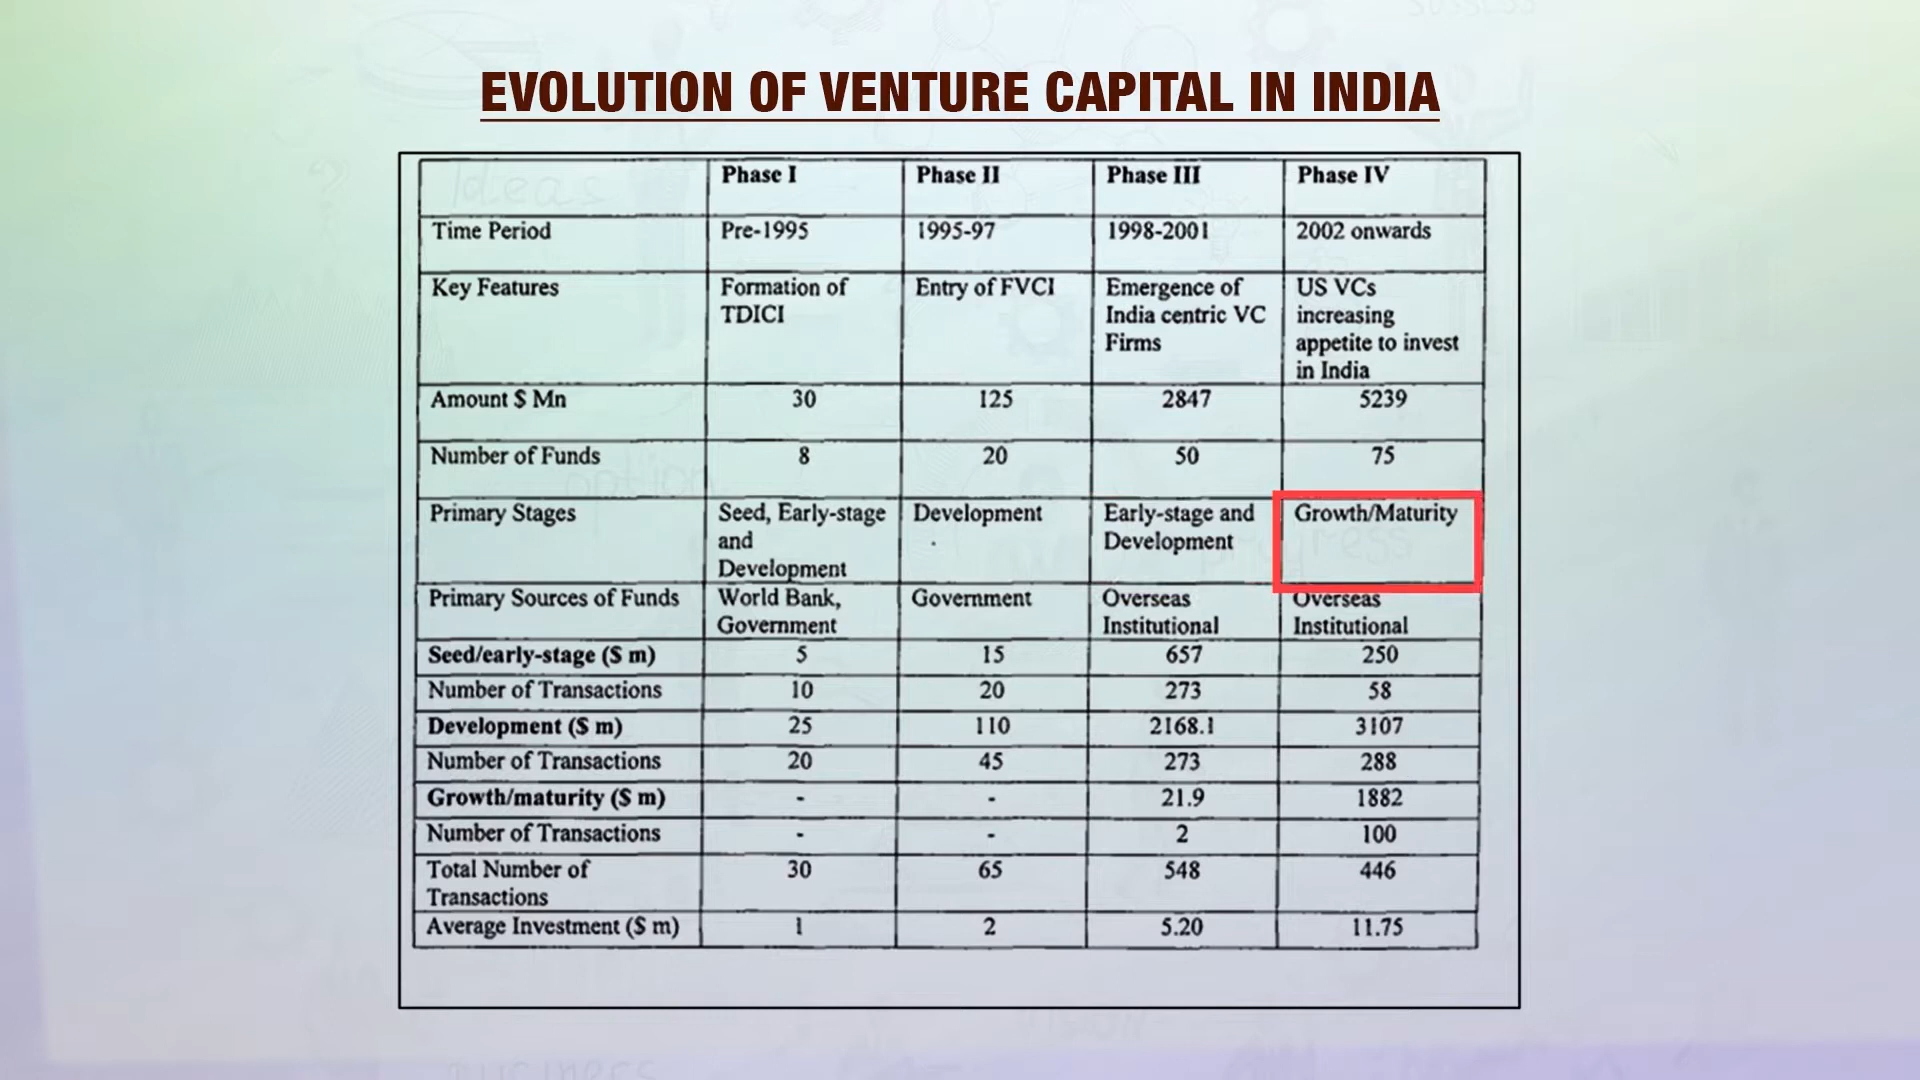 EVOLUTION OF VENTURE CAPITAL IN INDIA
Phase I Phase II Phase III Phase IV
Time Period Pre-1995 1995-97 1998-2001 2002 onwards
Key Features Formation of Entry of FVCI Emergence of US VCs
TDICI India centric VC increasing
Firms appetite to invest
in India
Amount $ Mn 30 125 2847 5239
Number of Funds 8 20 50 75
Primary Stages Seed, Early-stage Development Early-stage and Growth/Maturity
and Development
Development
Primary Sources of Funds World Bank, Government Overseas Overseas
Government Institutional Institutional
Seed/early-stage ($ m) 5 15 657 250
Number of Transactions 10 20 273 58
Development ($ m) 25 110 2168.1 3107
Number of Transactions 20 45 273 288
Growth/maturity ($ m) - - 21.9 1882
Number of Transactions - - 2 100
Total Number of 30 65 548 446
Transactions
Average Investment ($ m) 1 2 5.20 11.75
Ideas
option
progress